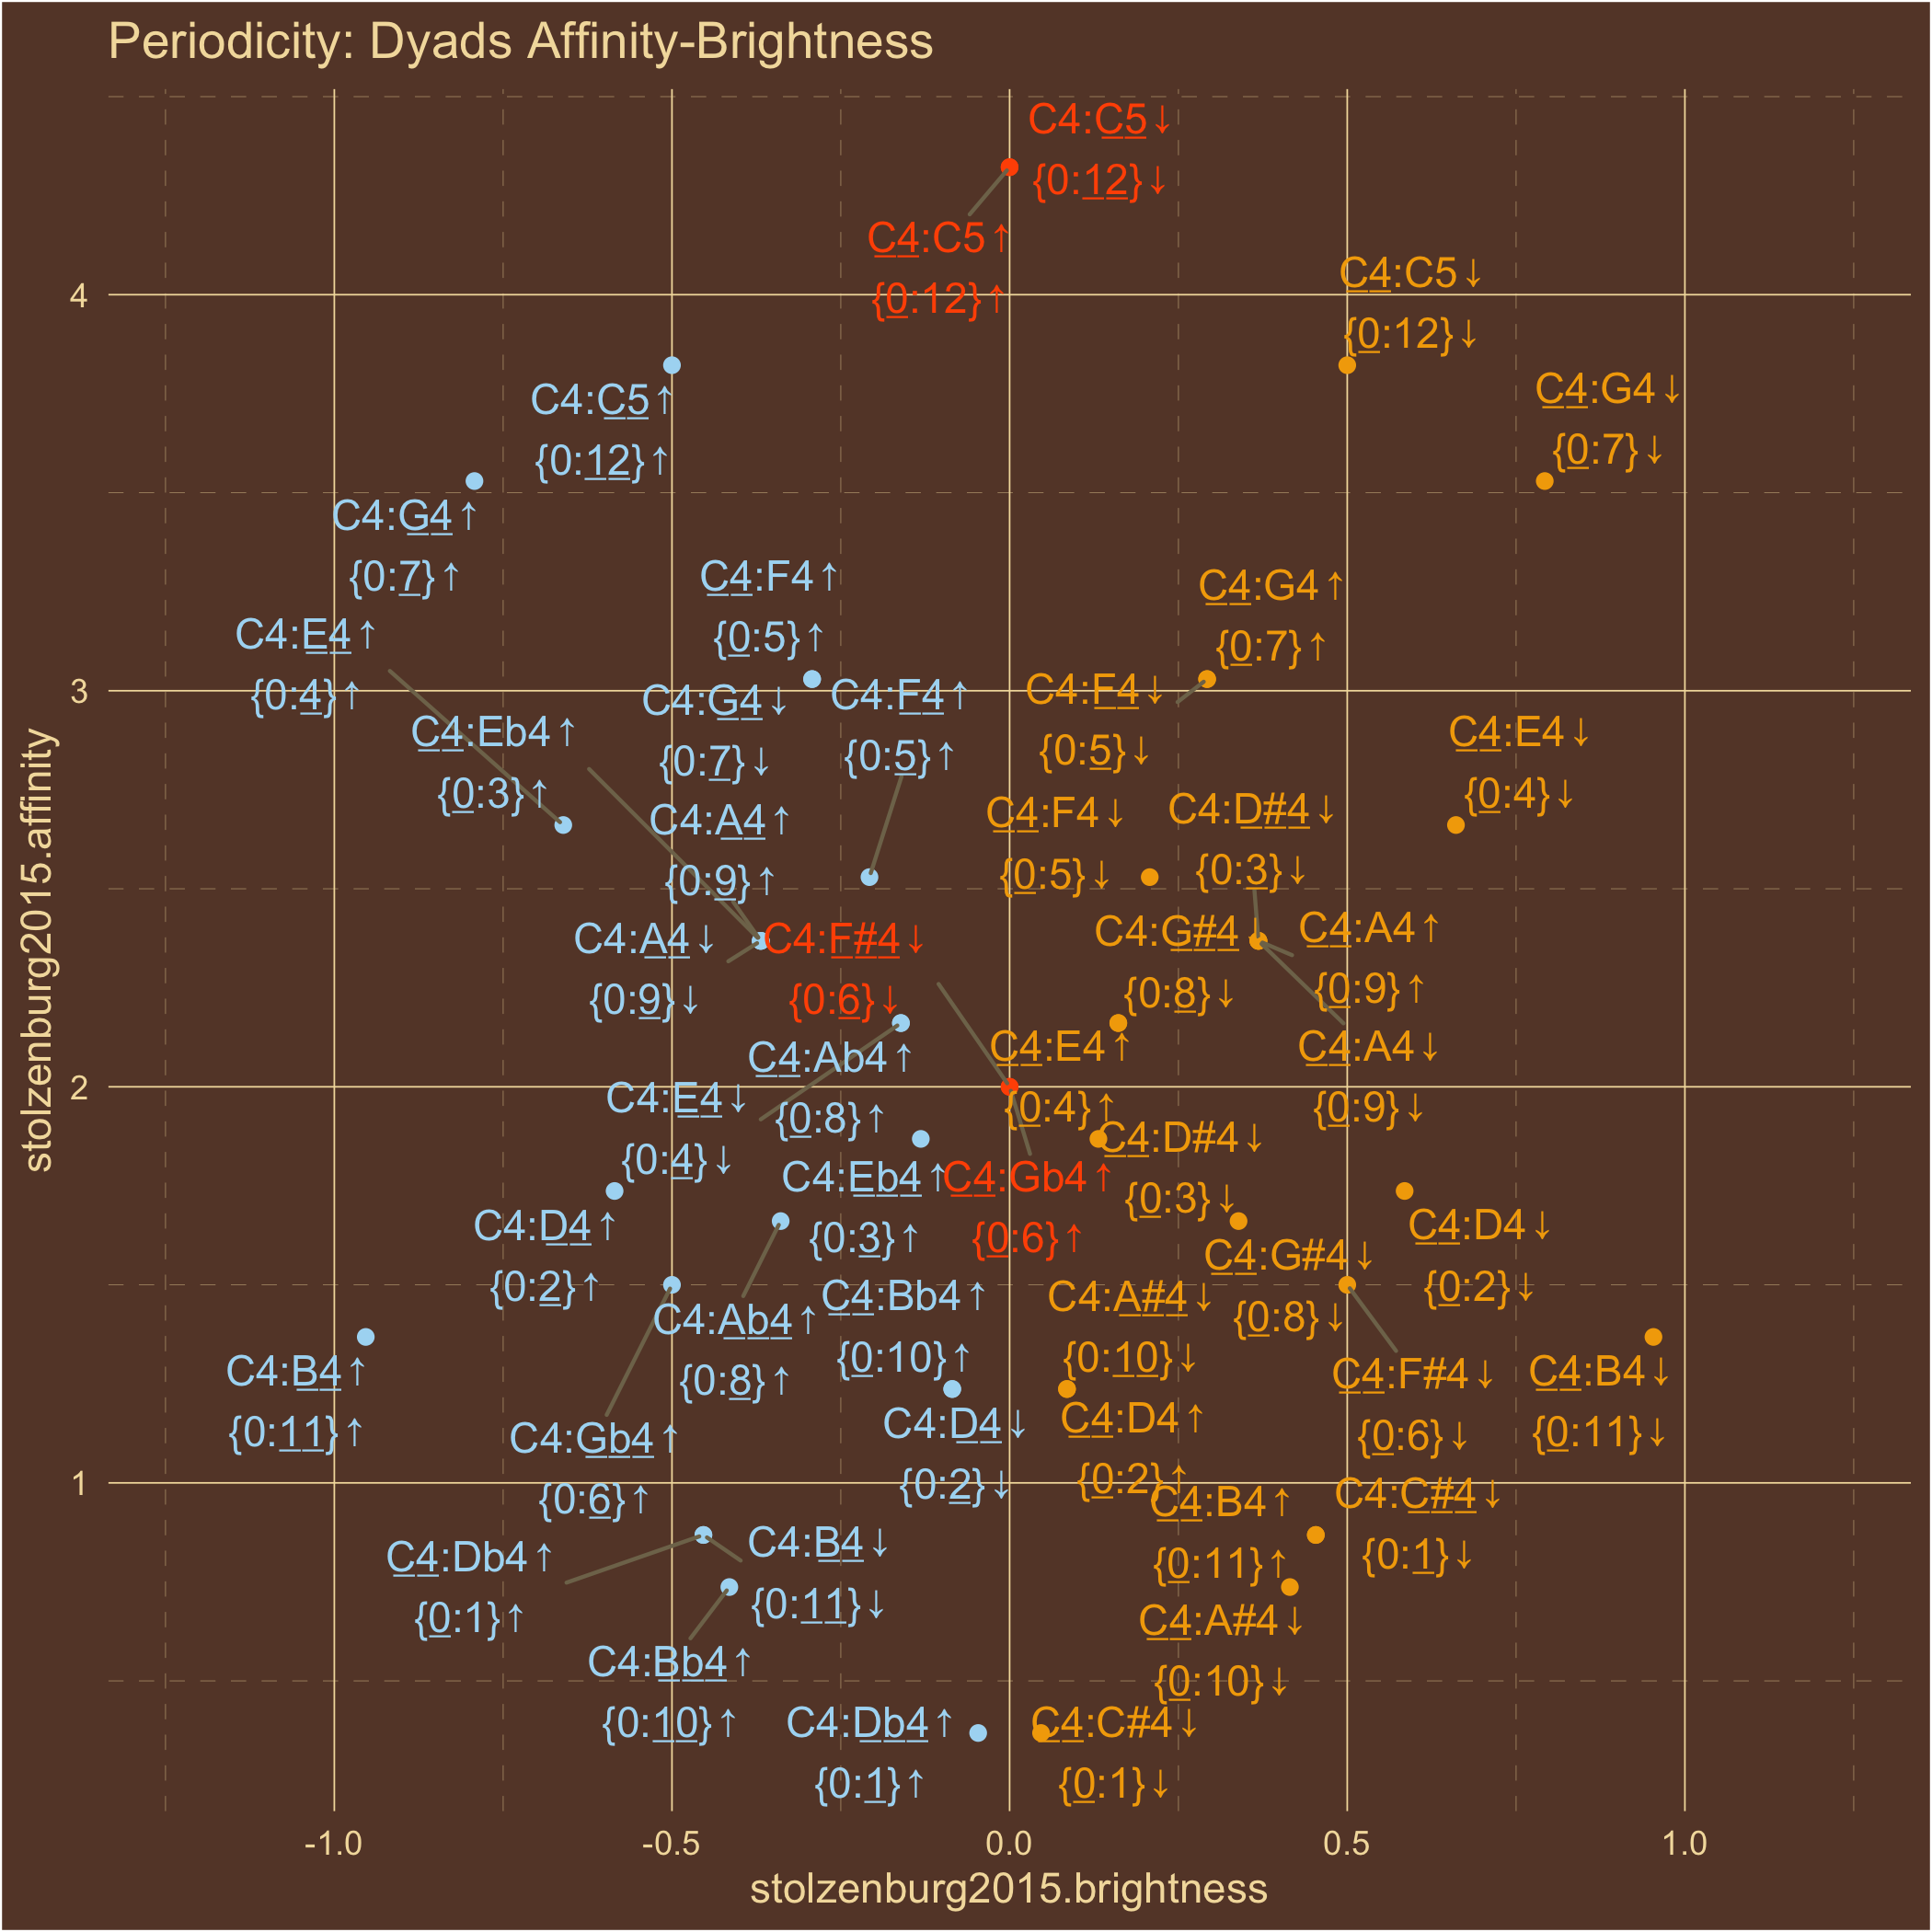 Periodicity: Dyads Affinity-Brightness
C4:C5↓
{0:12}↓
C4:C5↑
{0:12}↑
C4:C5↓
{0:12}↓
4
C4:C5↑
{0:12}↑
C4:G4↓
{0:7}↓
C4:G4↑
{0:7}↑
C4:F4↑
{0:5}↑
C4:G4↑
{0:7}↑
C4:E4↑
{0:4}↑
3
C4:G4↓
{0:7}↓
C4:F4↑
{0:5}↑
C4:F4↓
{0:5}↓
C4:Eb4↑
{0:3}↑
C4:E4↓
{0:4}↓
C4:A4↑
{0:9}↑
C4:F4↓
{0:5}↓
C4:D#4↓
{0:3}↓
C4:A4↓
{0:9}↓
C4:F#4↓
{0:6}↓
C4:G#4↓
{0:8}↓
C4:A4↑
{0:9}↑
C4:Ab4↑
{0:8}↑
C4:E4↑
{0:4}↑
C4:A4↓
{0:9}↓
2
C4:E4↓
{0:4}↓
C4:Eb4↑
{0:3}↑
C4:Gb4↑
{0:6}↑
C4:D#4↓
{0:3}↓
C4:D4↑
{0:2}↑
C4:G#4↓
{0:8}↓
C4:D4↓
{0:2}↓
C4:Ab4↑
{0:8}↑
C4:Bb4↑
{0:10}↑
C4:A#4↓
{0:10}↓
C4:B4↑
{0:11}↑
C4:F#4↓
{0:6}↓
C4:B4↓
{0:11}↓
C4:Gb4↑
{0:6}↑
C4:D4↓
{0:2}↓
C4:D4↑
{0:2}↑
1
C4:B4↑
{0:11}↑
C4:C#4↓
{0:1}↓
C4:Db4↑
{0:1}↑
C4:B4↓
{0:11}↓
C4:Bb4↑
{0:10}↑
C4:A#4↓
{0:10}↓
C4:Db4↑
{0:1}↑
C4:C#4↓
{0:1}↓
-1.0
-0.5
0.0
0.5
1.0
stolzenburg2015.brightness
stolzenburg2015.affinity